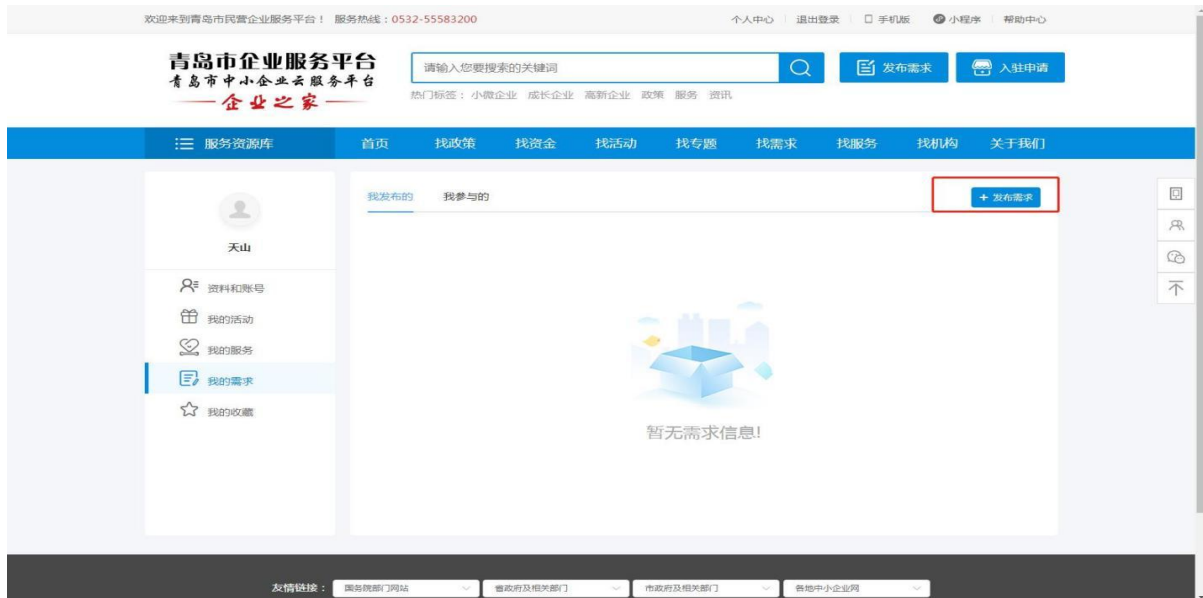 欢迎来到青岛市民营企业服务平台！ 服务热线：0532-55583200
个人中心 退出登录 手机版 小程序 帮助中心
青岛市企业服务平台
青岛市中小企业云服务平台
企业之家
请输入您要搜索的关键词
发布需求
入驻申请
热门标签：小微企业 成长企业 高新企业 政策 服务 资讯
服务资源库 首页 找政策 找资金 找活动 找专题 找需求 找服务 找机构 关于我们
天山
资料和账号
我的活动
我的服务
我的需求
我的收藏
我发布的 我参与的
+ 发布需求
暂无需求信息!
友情链接： 国务院部门网站 省政府及相关部门 市政府及相关部门 各地中小企业网